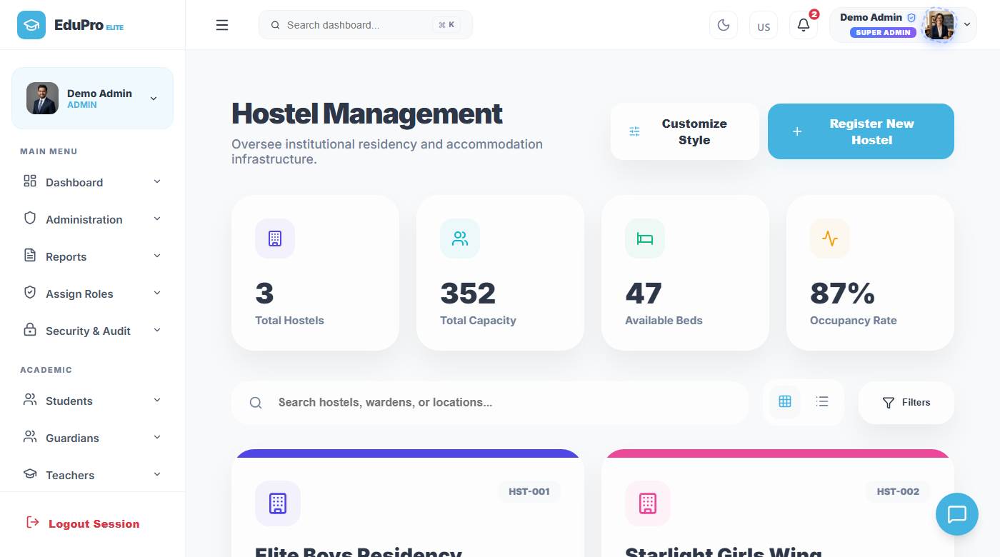 EduPro ELITE
Search dashboard...
⌘ K
US
2
Demo Admin
SUPER ADMIN
Demo Admin
ADMIN
MAIN MENU
Dashboard
Administration
Reports
Assign Roles
Security & Audit
ACADEMIC
Students
Guardians
Teachers
Logout Session
Hostel Management
Oversee institutional residency and accommodation
infrastructure.
Customize
Style
Register New
Hostel
3
Total Hostels
352
Total Capacity
47
Available Beds
87%
Occupancy Rate
Search hostels, wardens, or locations...
Filters
HST-001
Elite Boys Residency
HST-002
Starlight Girls Wing